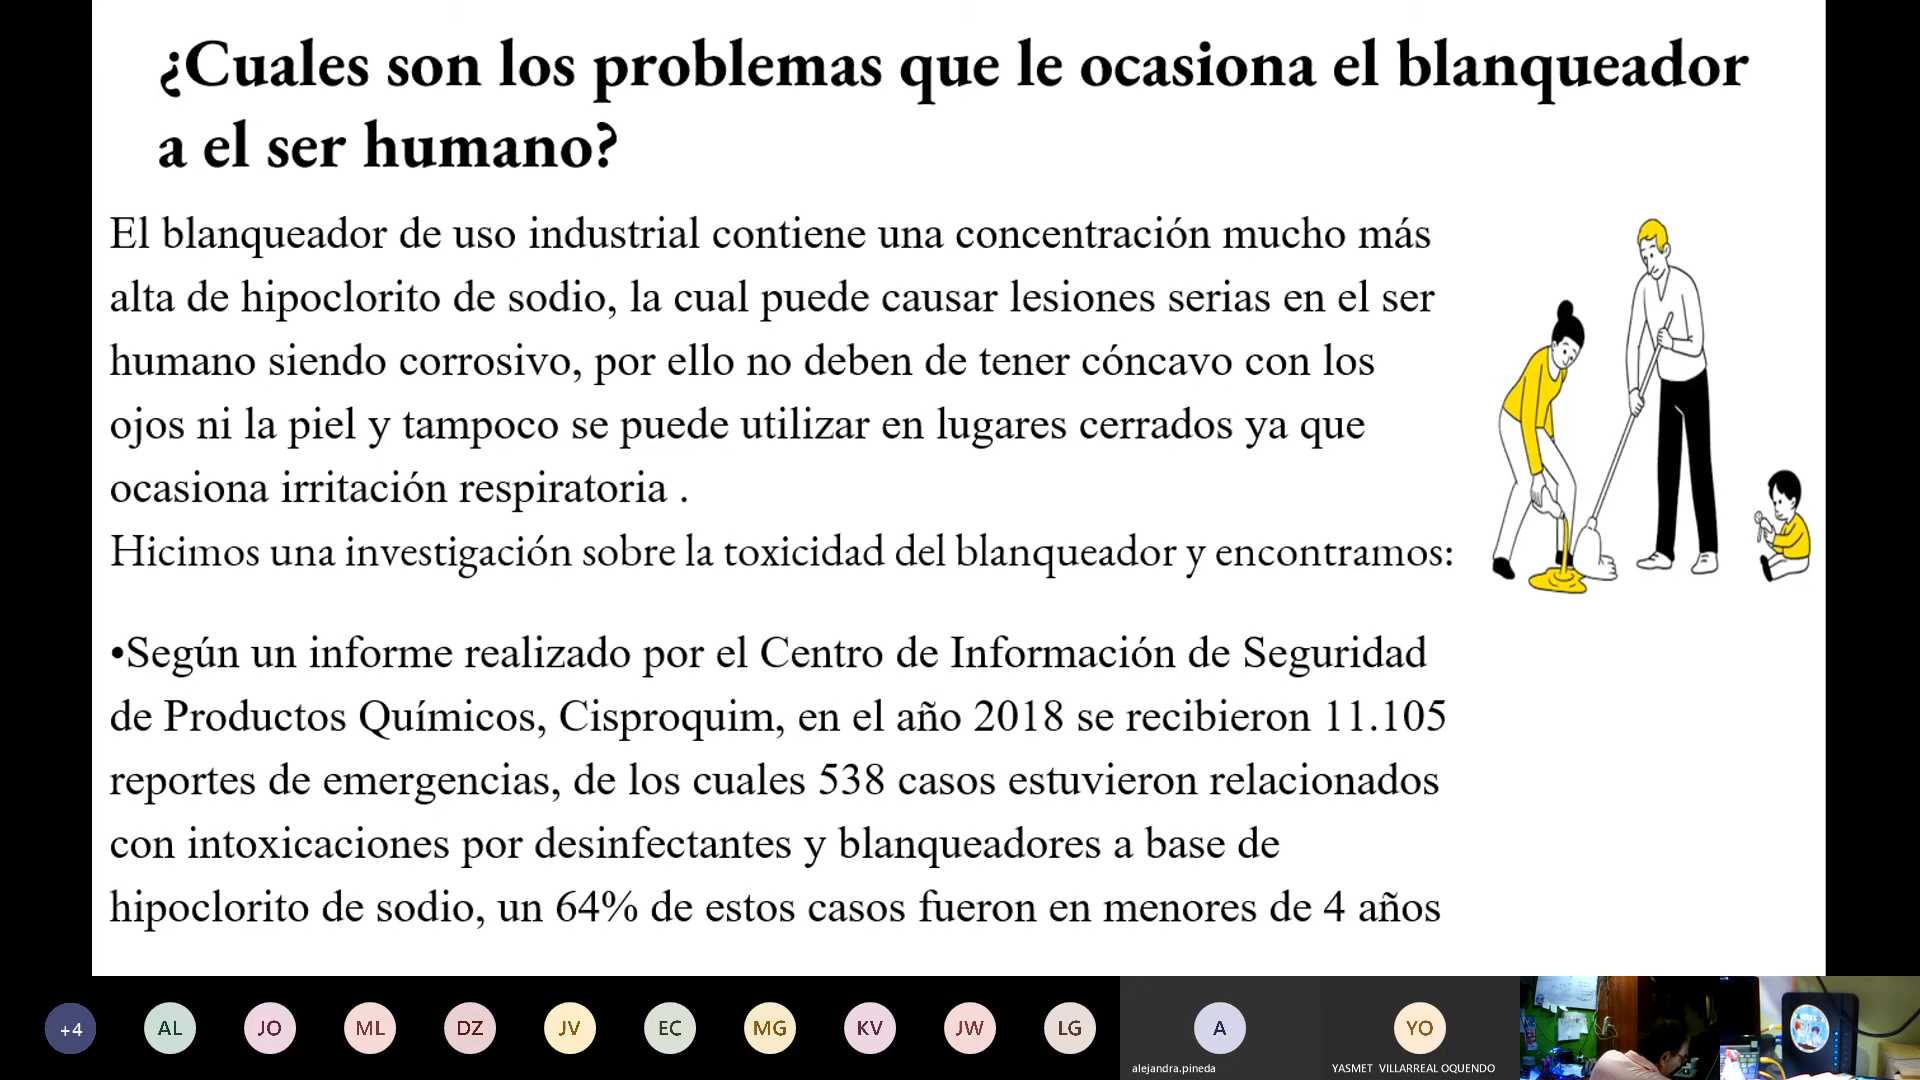 ¿Cuales son los problemas que le ocasiona el blanqueador
a el ser humano?
El blanqueador de uso industrial contiene una concentración mucho más
alta de hipoclorito de sodio, la cual puede causar lesiones serias en el ser
humano siendo corrosivo, por ello no deben de tener cóncavo con los
ojos ni la piel y tampoco se puede utilizar en lugares cerrados ya que
ocasiona irritación respiratoria .
Hicimos una investigación sobre la toxicidad del blanqueador y encontramos:
•Según un informe realizado por el Centro de Información de Seguridad
de Productos Químicos, Cisproquim, en el año 2018 se recibieron 11.105
reportes de emergencias, de los cuales 538 casos estuvieron relacionados
con intoxicaciones por desinfectantes y blanqueadores a base de
hipoclorito de sodio, un 64% de estos casos fueron en menores de 4 años
+4 AL JO ML DZ JV EC MG KV JW LG A YO
alejandra.pineda YASMET VILLARREAL OQUENDO